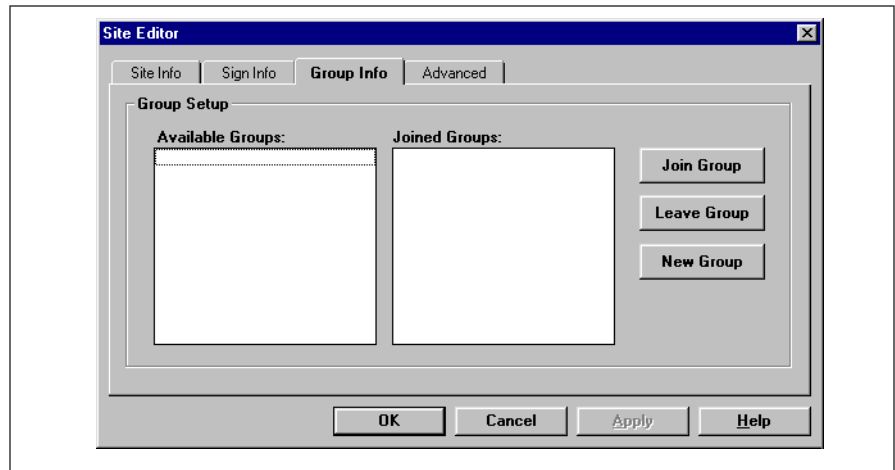 Site Editor
Site Info Sign Info Group Info Advanced
Group Setup
Available Groups: Joined Groups:
Join Group
Leave Group
New Group
OK Cancel Apply Help